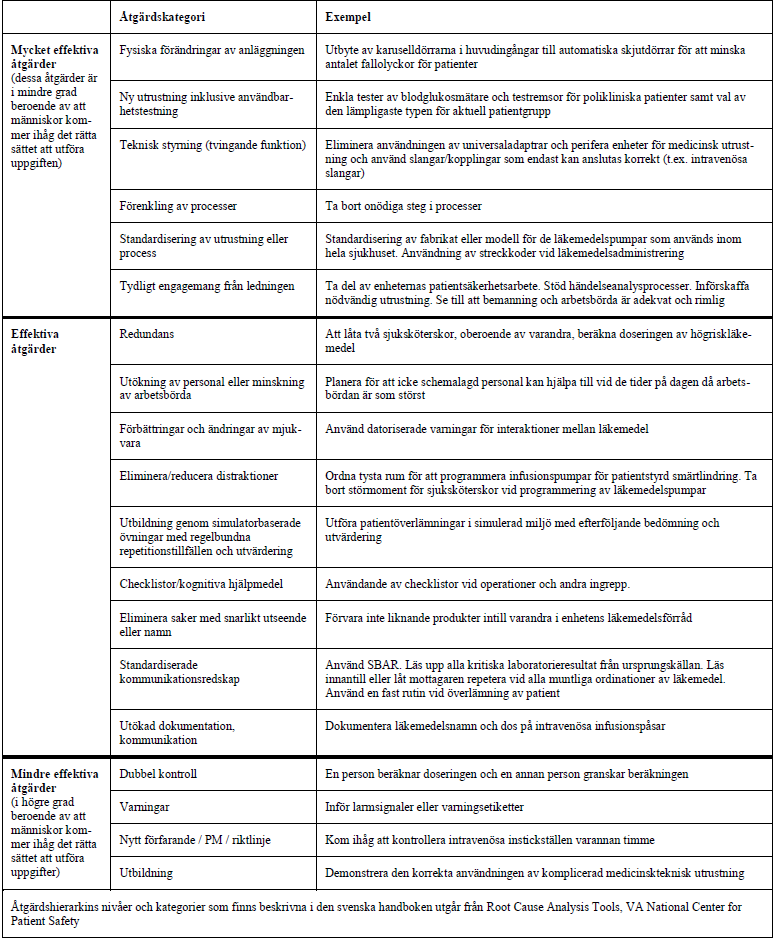 Åtgärdskategori
Exempel
Mycket effektiva
åtgärder
(dessa åtgärder är
i mindre grad
beroende av att
människor kom-
mer ihåg det rätta
sättet att utföra
uppgiften)
Fysiska förändringar av anläggningen
Utbyte av karuselldörrarna i huvudingångar till automatiska skjutdörrar för att minska
antalet fallolyckor för patienter
Ny utrustning inklusive användbar-
hetstestning
Enkla tester av blodglukosmätare och testremsor för polikliniska patienter samt val av
den lämpligaste typen för aktuell patientgrupp
Teknisk styrning (tvingande funktion)
Eliminera användningen av universaladaptrar och perifera enheter för medicinsk utrust-
ning och använd slangar/kopplingar som endast kan anslutas korrekt (t.ex. intravenösa
slangar)
Förenkling av processer
Ta bort onödiga steg i processer
Standardisering av utrustning eller
process
Standardisering av fabrikat eller modell för de läkemedelspumpar som används inom
hela sjukhuset. Användning av streckkoder vid läkemedelsadministrering
Tydligt engagemang från ledningen
Ta del av enheternas patientsäkerhetsarbete. Stöd händelseanalysprocesser. Införskaffa
nödvändig utrustning. Se till att bemanning och arbetsbörda är adekvat och rimlig
Effektiva
åtgärder
Redundans
Att låta två sjuksköterskor, oberoende av varandra, beräkna doseringen av högriskläke-
medel
Utökning av personal eller minskning
av arbetsbörda
Planera för att icke schemalagd personal kan hjälpa till vid de tider på dagen då arbets-
bördan är som störst
Förbättringar och ändringar av mjuk-
vara
Använd datoriserade varningar för interaktioner mellan läkemedel
Eliminera/reducera distraktioner
Ordna tysta rum för att programmera infusionspumpar för patientstyrd smärtlindring. Ta
bort störmoment för sjuksköterskor vid programmering av läkemedelspumpar
Utbildning genom simulatorbaserade
övningar med regelbundna
repetitionstillfällen och utvärdering
Utföra patientöverlämningar i simulerad miljö med efterföljande bedömning och
utvärdering
Checklistor/kognitiva hjälpmedel
Användande av checklistor vid operationer och andra ingrepp.
Eliminera saker med snarlikt utseende
eller namn
Förvara inte liknande produkter intill varandra i enhetens läkemedelsförråd
Standardiserade
kommunikationsredskap
Använd SBAR. Läs upp alla kritiska laboratorieresultat från ursprungskällan. Läs
innantill eller låt mottagaren repetera vid alla muntliga ordinationer av läkemedel.
Använd en fast rutin vid överlämning av patient
Utökad dokumentation,
kommunikation
Dokumentera läkemedelsnamn och dos på intravenösa infusionspåsar
Mindre effektiva
åtgärder
(i högre grad
beroende av att
människor kom-
mer ihåg det rätta
sättet att utföra
uppgifter)
Dubbel kontroll
En person beräknar doseringen och en annan person granskar beräkningen
Varningar
Inför larmsignaler eller varningsetiketter
Nytt förfarande / PM / riktlinje
Kom ihåg att kontrollera intravenösa insticksställen varannan timme
Utbildning
Demonstrera den korrekta användningen av komplicerad medicinskteknisk utrustning
Åtgärdshierarkins nivåer och kategorier som finns beskrivna i den svenska handboken utgår från Root Cause Analysis Tools, VA National Center for
Patient Safety